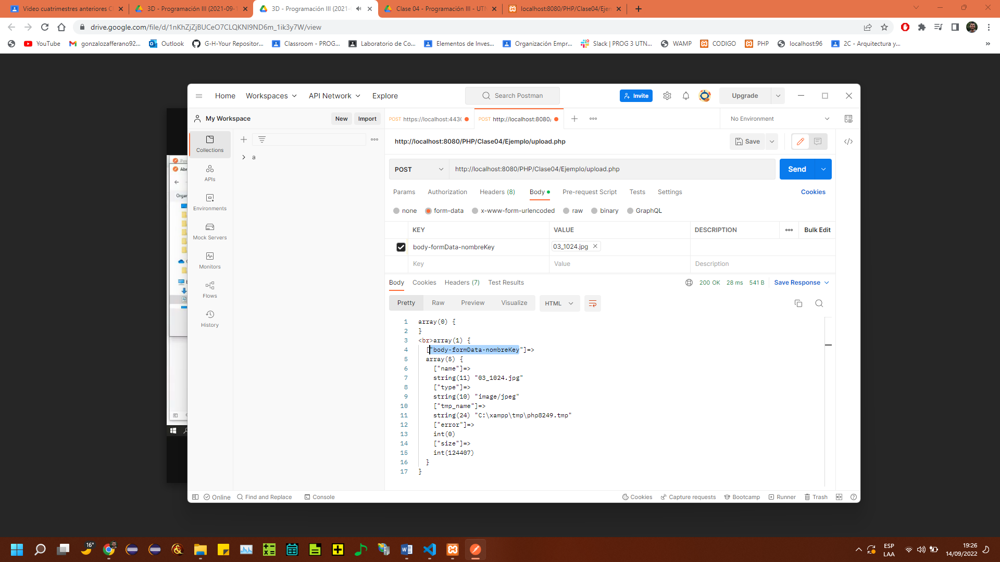 Video cuatrimestres anteriores C
3D - Programación III (2021-09-1
3D - Programación III (2021-
Clase 04 - Programación III - UTN
localhost:8080/PHP/Clase04/Ejem
drive.google.com/file/d/1nKhZjZjBUCeO7CLQKNl9ND6m_1ik3y7W/view
YouTube
gonzalozafferano92...
Outlook
G-H-Your Repositor...
Classroom - PROG...
Laboratorio de Co...
Elementos de Inves...
Organización Empr...
Slack | PROG 3 UTN...
WAMP
CODIGO
PHP
localhost:96
2C - Arquitectura y...
»
Home
Workspaces
API Network
Explore
Search Postman
Invite
Upgrade
My Workspace
New
Import
POST https://localhost:443(
POST http://localhost:8080/
No Environment
Collections
a
http://localhost:8080/PHP/Clase04/Ejemplo/upload.php
Save
POST
http://localhost:8080/PHP/Clase04/Ejemplo/upload.php
Send
APIs
Params
Authorization
Headers (8)
Body
Pre-request Script
Tests
Settings
Cookies
Environments
none
form-data
x-www-form-urlencoded
raw
binary
GraphQL
KEY
VALUE
DESCRIPTION
Bulk Edit
Mock Servers
body-formData-nombreKey
03_1024.jpg
Key
Value
Description
Monitors
Body
Cookies
Headers (7)
Test Results
200 OK
28 ms
541 B
Save Response
Flows
Pretty
Raw
Preview
Visualize
HTML
History
1 array(0) {
2 }
3 <br>array(1) {
4 ["body-formData-nombreKey"]=>
5 array(5) {
6 ["name"]=>
7 string(11) "03_1024.jpg"
8 ["type"]=>
9 string(10) "image/jpeg"
10 ["tmp_name"]=>
11 string(24) "C:\xampp\tmp\php8249.tmp"
12 ["error"]=>
13 int(0)
14 ["size"]=>
15 int(124407)
16 }
17 }
Pos
Abr
Organ
Online
Find and Replace
Console
Cookies
Capture requests
Bootcamp
Runner
Trash
16°
ESP
LAA
19:26
14/09/2022